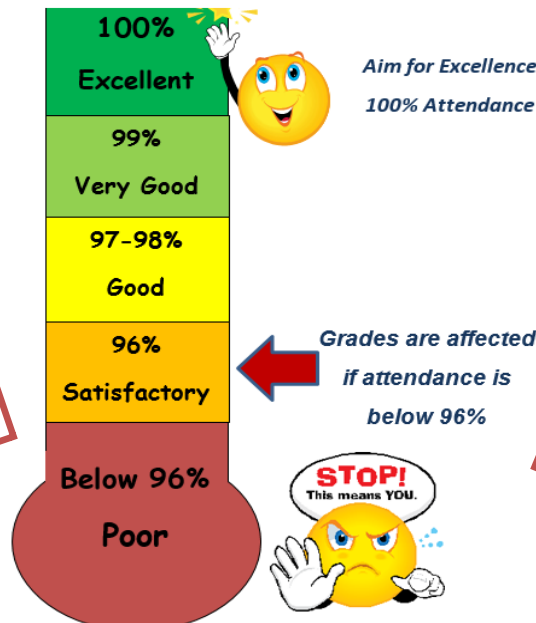 100%
Excellent
Aim for Excellence
100% Attendance
99%
Very Good
97-98%
Good
96%
Satisfactory
Grades are affected
if attendance is
below 96%
Below 96%
Poor
STOP!
This means YOU.